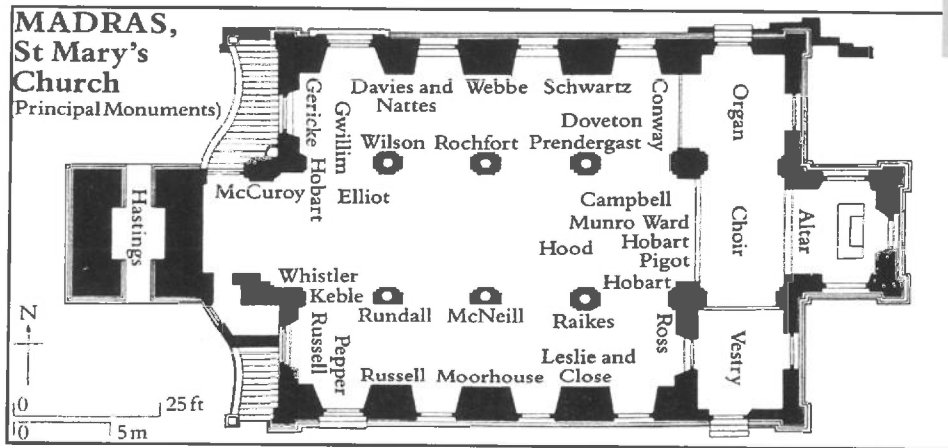 MADRAS,
St Mary's
Church
(Principal Monuments)
Davies and
Nattes
Webbe
Schwartz
Gericke
Gwillim
Conway
Organ
Doveton
Wilson
Rochfort
Prendergast
Hobart
McCuroy
Elliot
Hastings
Campbell
Munro Ward
Hood
Hobart
Pigot
Hobart
Choir
Altar
Whistler
Keble
Rundall
McNeill
Raikes
Russell
Pepper
Ross
Vestry
Leslie and
Close
Russell
Moorhouse
N
0
25 ft
0
5 m